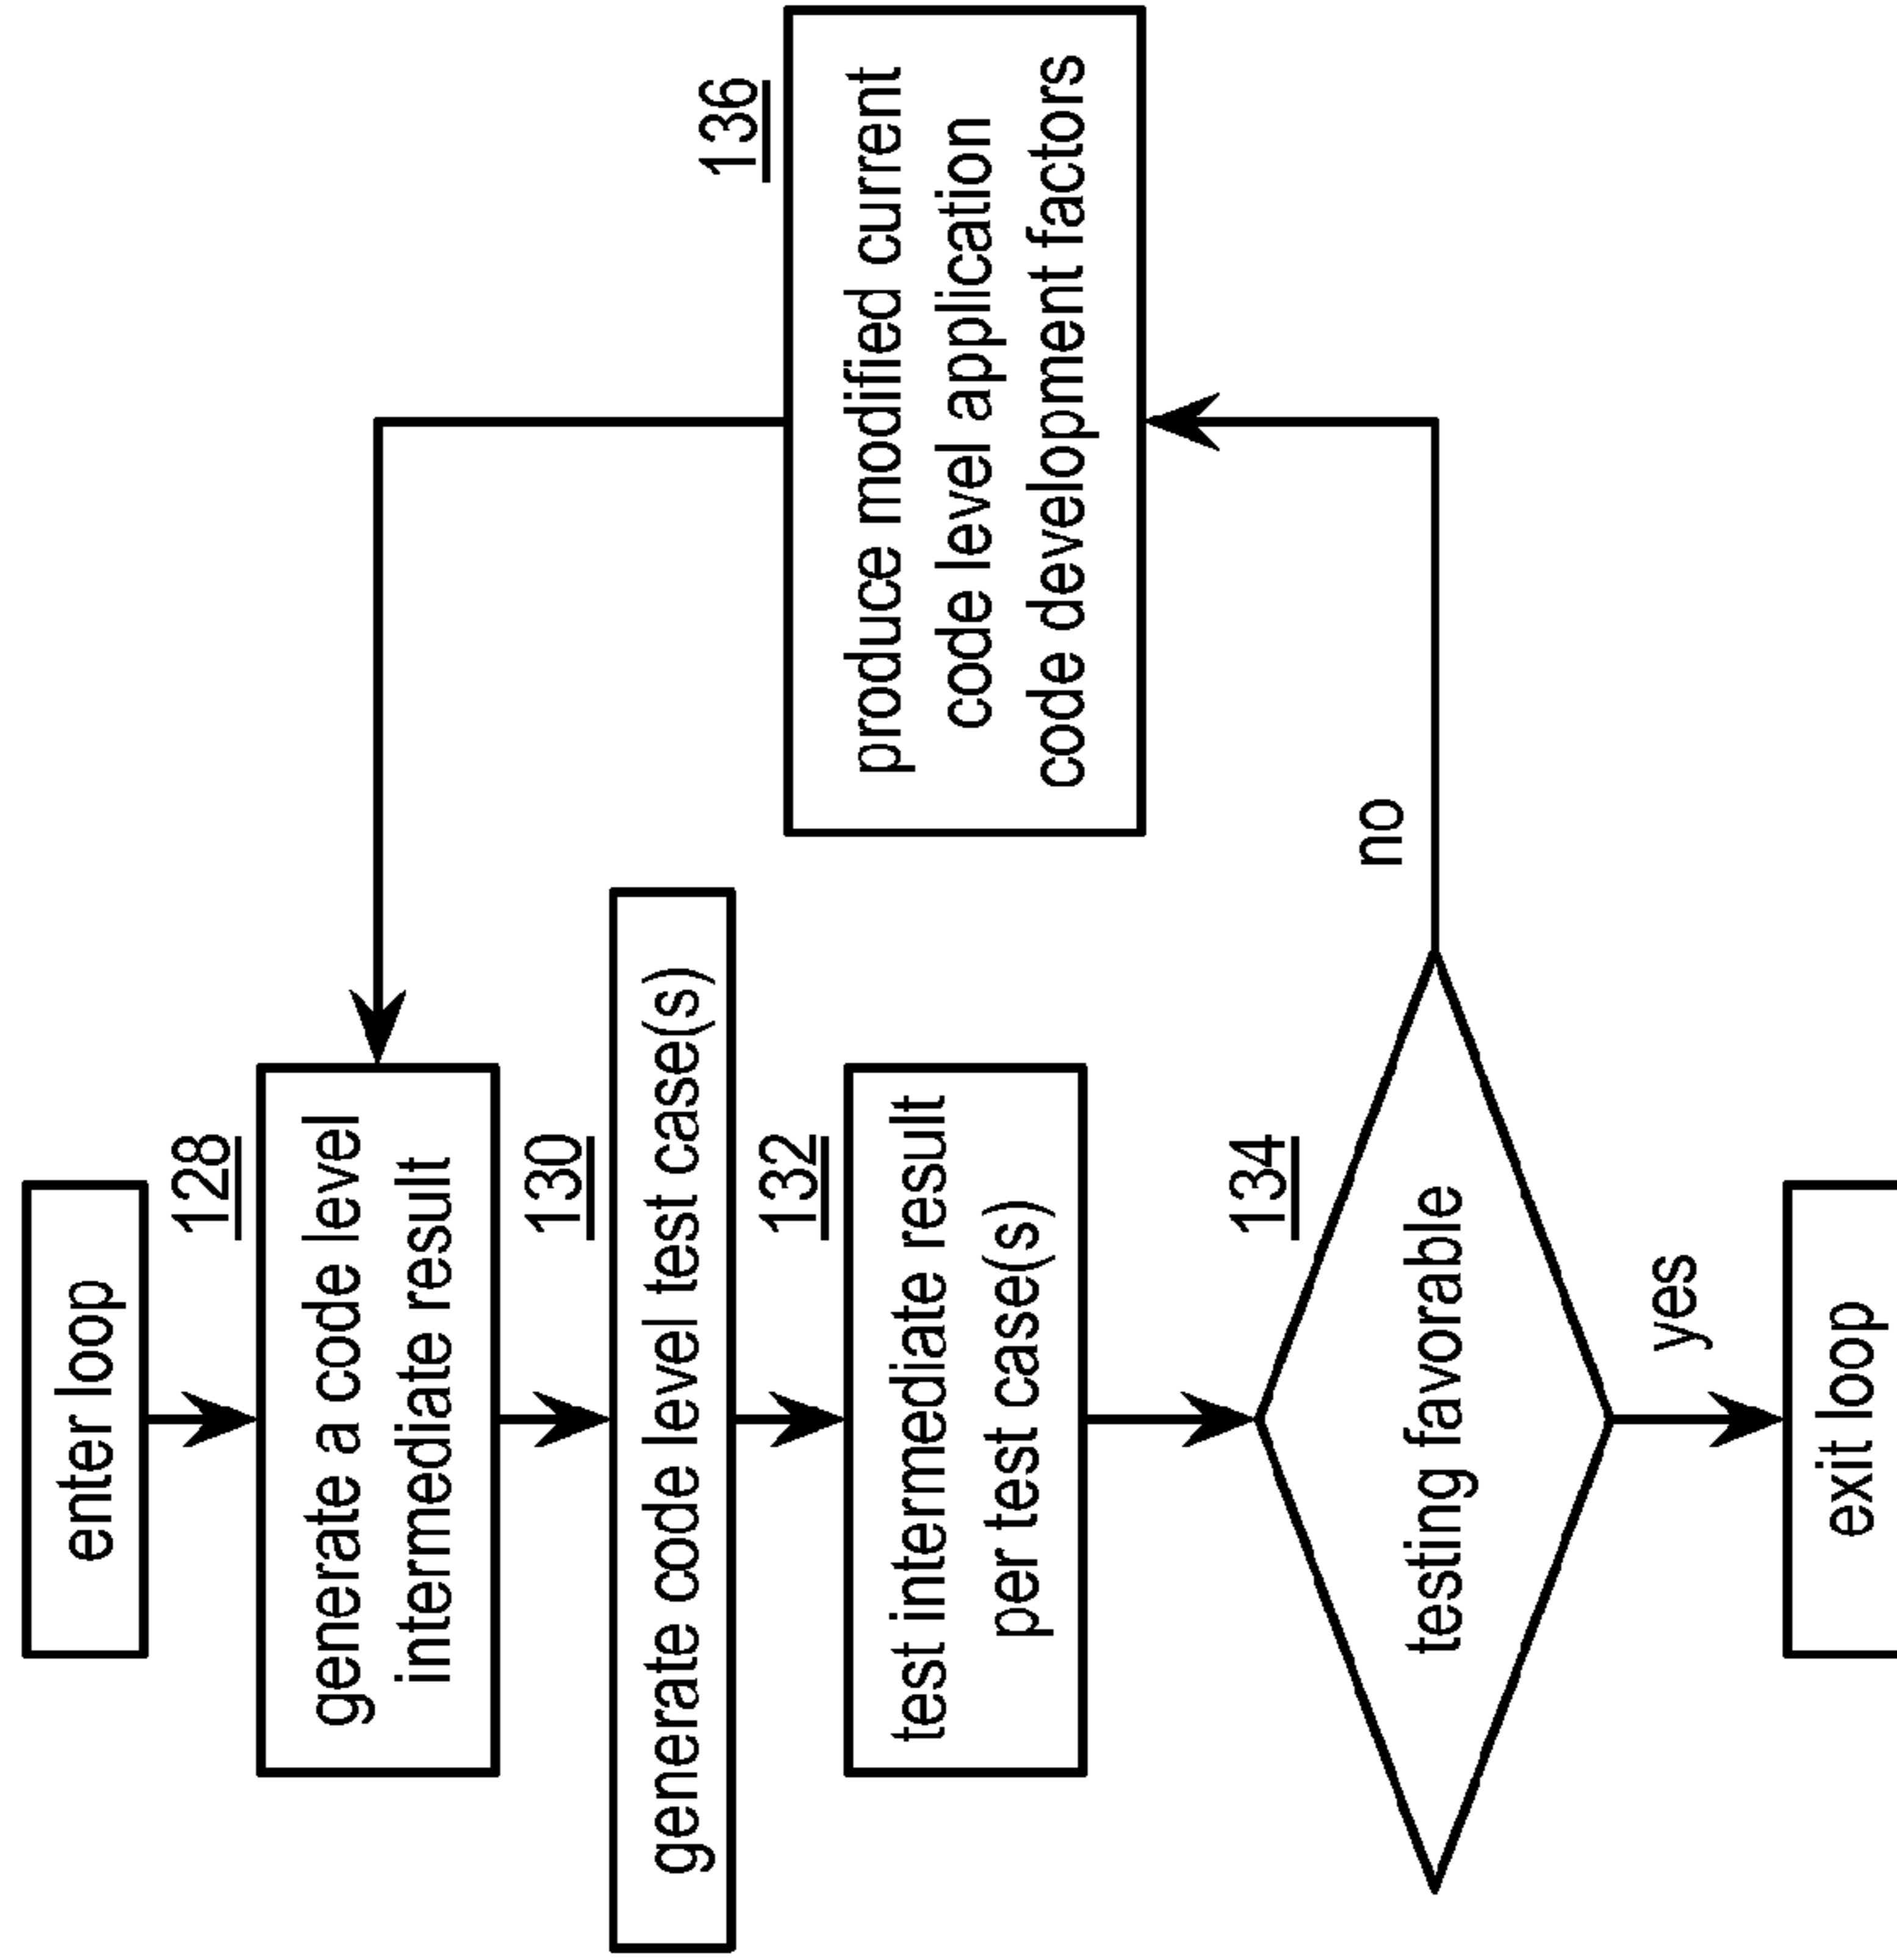 enter loop
128
generate a code level
intermediate result
130
generate code level test case(s)
132
test intermediate result
per test case(s)
134
testing favorable
no
yes
136
produce modified current
code level application
code development factors
exit loop